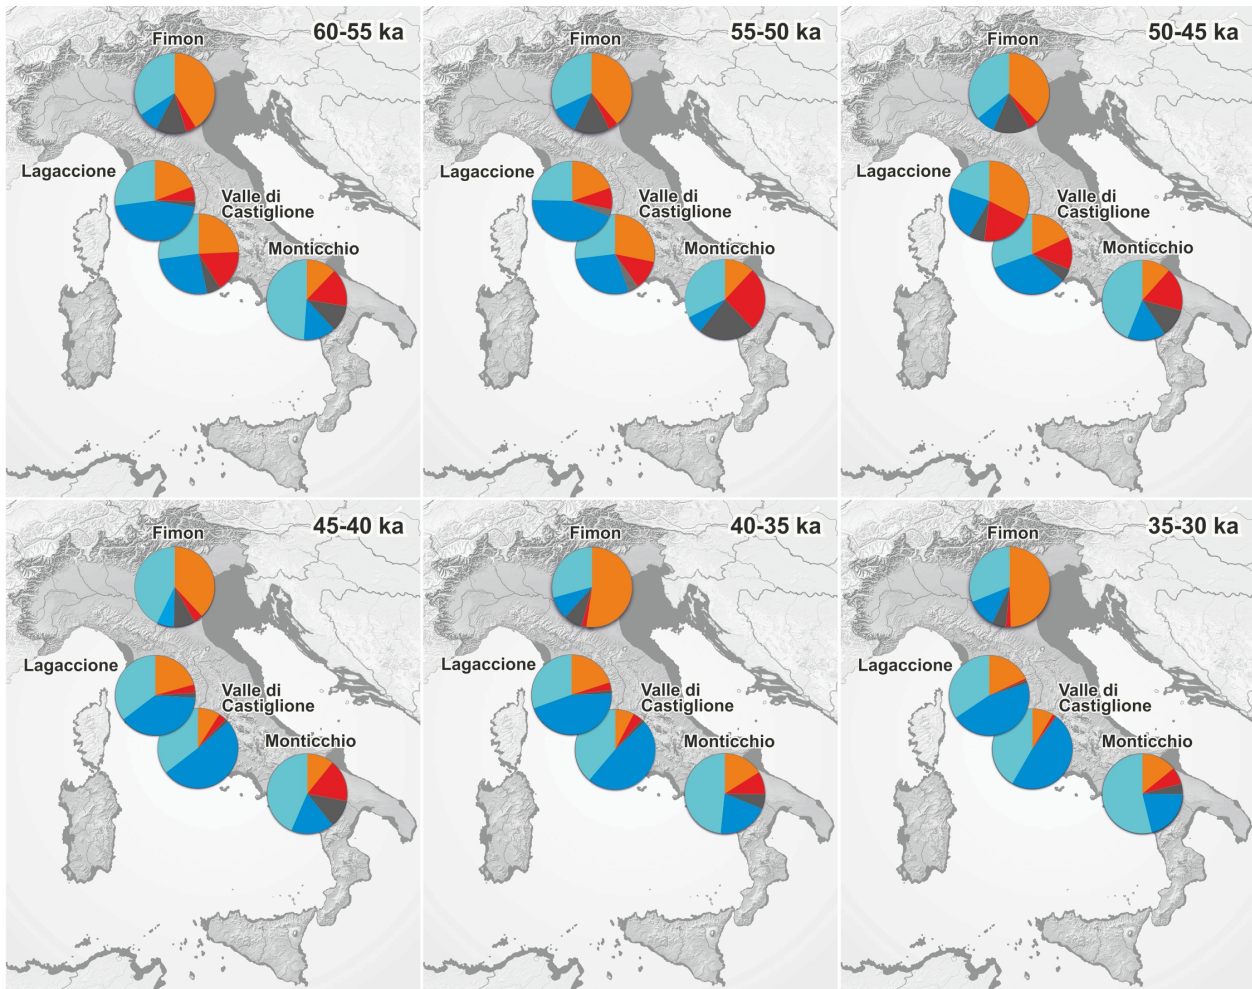 60-55 ka
Fimon
Lagaccione
Valle di
Castiglione
Monticchio
55-50 ka
Fimon
Lagaccione
Valle di
Castiglione
Monticchio
50-45 ka
Fimon
Lagaccione
Valle di
Castiglione
Monticchio
45-40 ka
Fimon
Lagaccione
Valle di
Castiglione
Monticchio
40-35 ka
Fimon
Lagaccione
Valle di
Castiglione
Monticchio
35-30 ka
Fimon
Lagaccione
Valle di
Castiglione
Monticchio